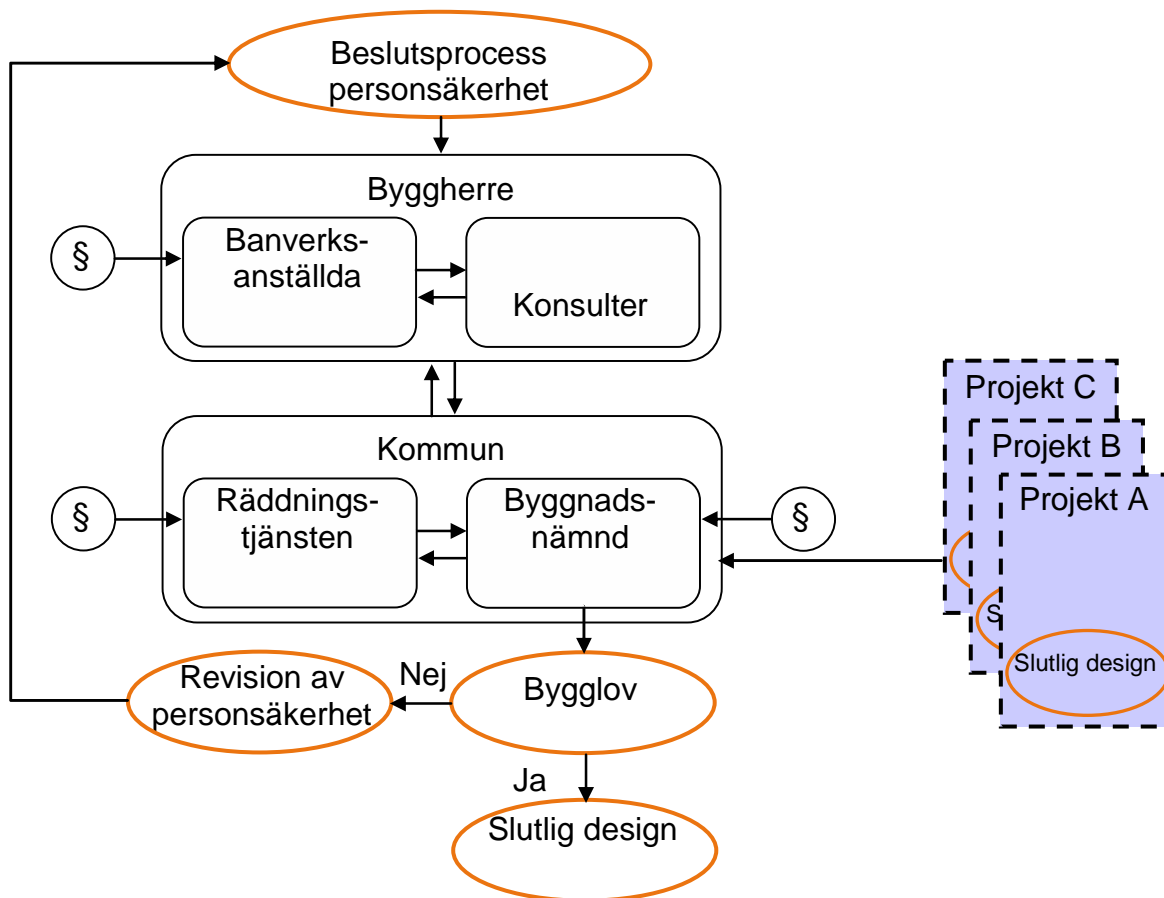 Beslutsprocess
personsäkerhet
Byggherre
§
Banverks-
anställda
Konsulter
Kommun
§
Räddnings-
tjänsten
Byggnads-
nämnd
§
Projekt C
Projekt B
S
Projekt A
Slutlig design
Revision av
personsäkerhet
Nej
Bygglov
Ja
Slutlig design